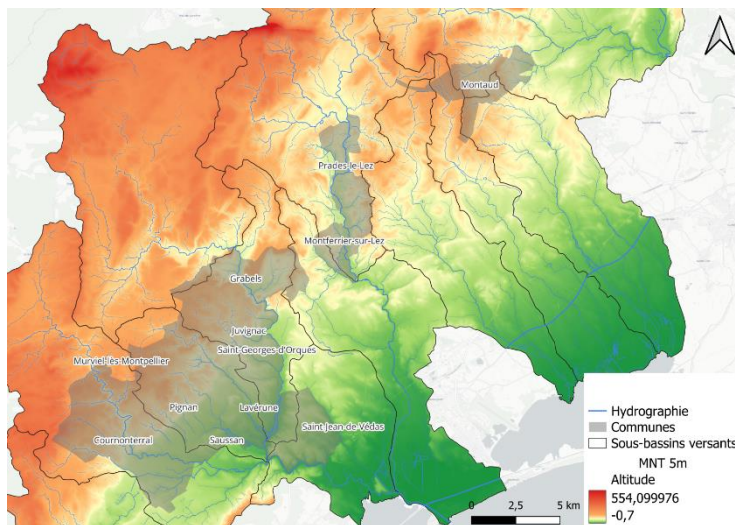 Montaud
Prades-le-Lez
Montferrier-sur-Lez
Grabels
Juvignac
Saint-Georges-d'Orques
Murviel-lès-Montpellier
Pignan
Lavérune
Saint Jean de Védas
Cournonterral
Saussan
Hydrographie
Communes
Sous-bassins versants
MNT 5m
Altitude
554,099976
-0,7
0 2,5 5 km